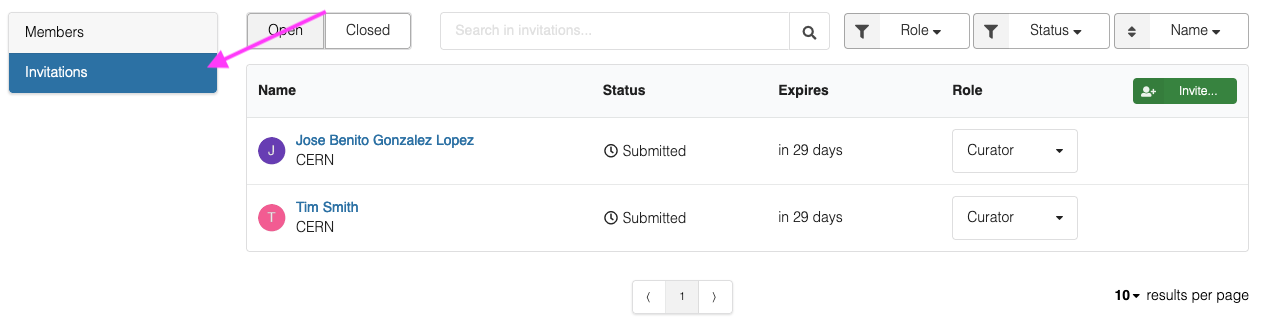 Members
Invitations
Open Closed
Search in invitations...
Role Status Name
Name Status Expires Role Invite...
J Jose Benito Gonzalez Lopez
CERN
Submitted in 29 days Curator
T Tim Smith
CERN
Submitted in 29 days Curator
⟨ 1 ⟩
10 results per page